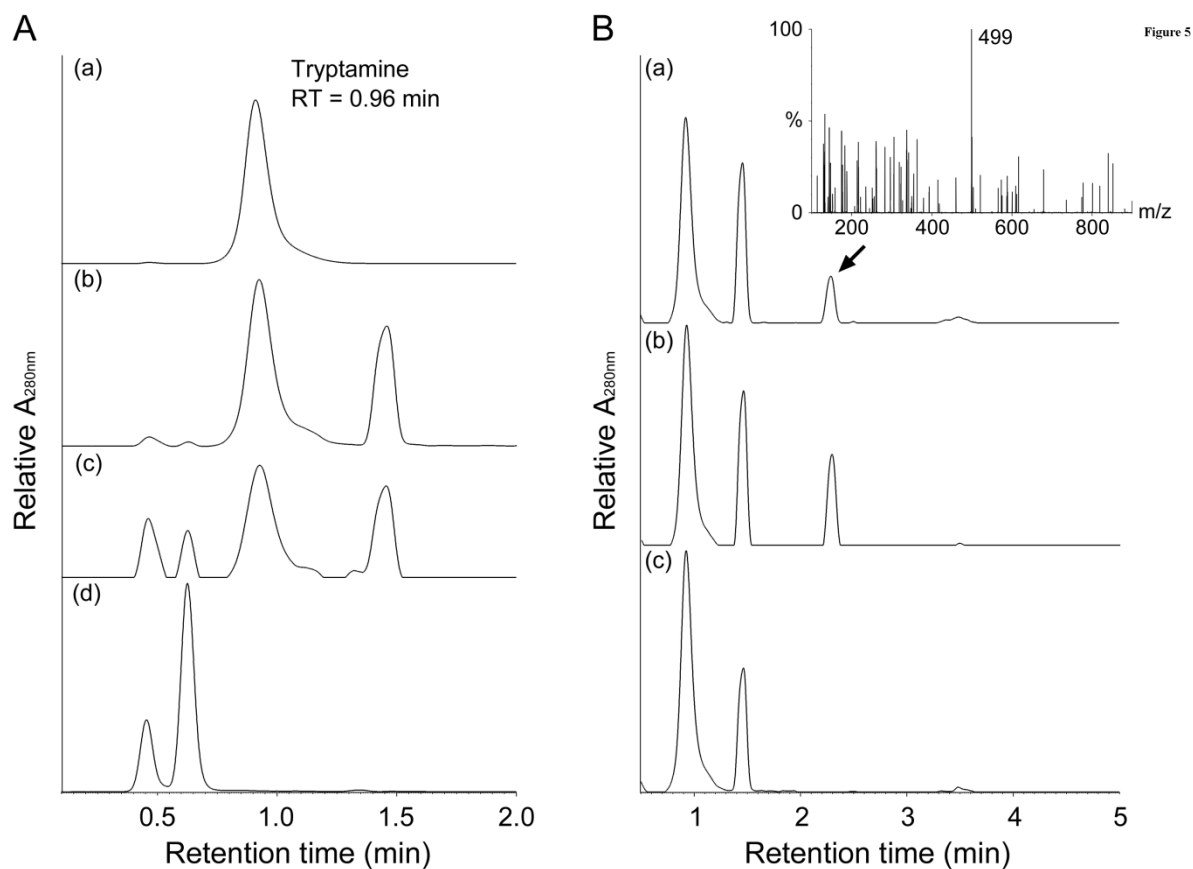 A
(a)
Tryptamine
RT = 0.96 min
(b)
(c)
(d)
Relative A280nm
0.5 1.0 1.5 2.0
Retention time (min)
B
Figure 5
(a)
100
%
0
499
200 400 600 800
m/z
(b)
(c)
Relative A280nm
1 2 3 4 5
Retention time (min)